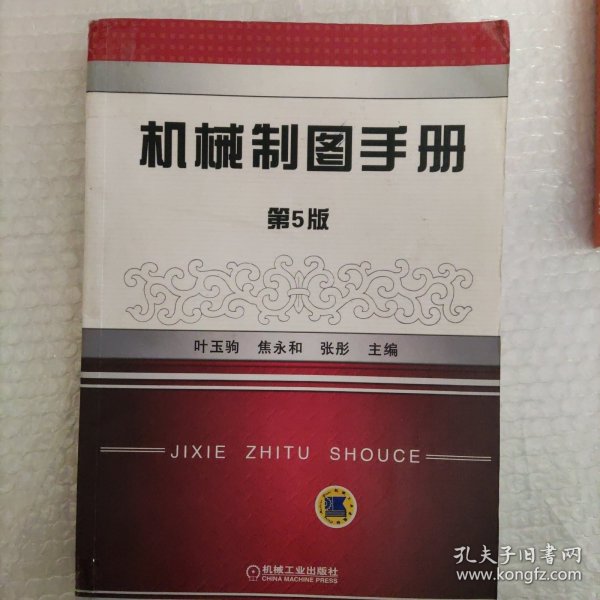 机械制图手册
第5版
叶玉驹 焦永和 张彤 主编
JIXIE ZHITU SHOUCE
机械工业出版社
CHINA MACHINE PRESS
孔夫子旧书网
www.kongfz.com